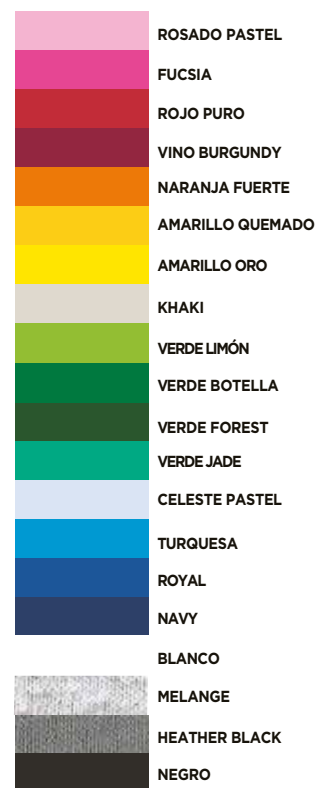 ROSADO PASTEL
FUCSIA
ROJO PURO
VINO BURGUNDY
NARANJA FUERTE
AMARILLO QUEMADO
AMARILLO ORO
KHAKI
VERDE LIMÓN
VERDE BOTELLA
VERDE FOREST
VERDE JADE
CELESTE PASTEL
TURQUESA
ROYAL
NAVY
BLANCO
MELANGE
HEATHER BLACK
NEGRO